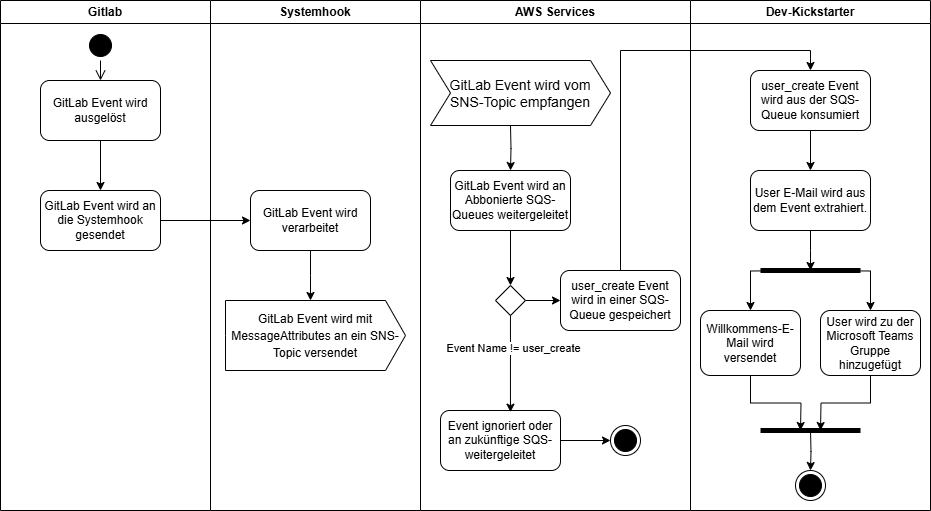 Gitlab
Systemhook
AWS Services
Dev-Kickstarter
GitLab Event wird
ausgelöst
GitLab Event wird an
die Systemhook
gesendet
GitLab Event wird
verarbeitet
GitLab Event wird mit
MessageAttributes an ein SNS-
Topic versendet
GitLab Event wird vom
SNS-Topic empfangen
GitLab Event wird an
Abbonierte SQS-
Queues weitergeleitet
user_create Event
wird in einer SQS-
Queue gespeichert
Event Name != user_create
Event ignoriert oder
an zukünftige SQS-
weitergeleitet
user_create Event
wird aus der SQS-
Queue konsumiert
User E-Mail wird aus
dem Event extrahiert.
Willkommens-E-
Mail wird
versendet
User wird zu der
Microsoft Teams
Gruppe
hinzugefügt